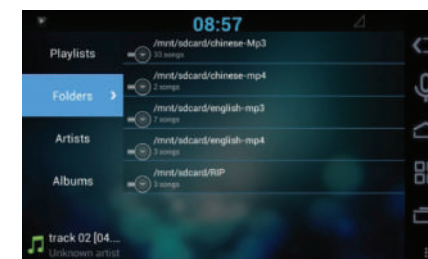 08:57
Playlists
Folders
Artists
Albums
/mnt/sdcard/chinese-Mp3
33 songs
/mnt/sdcard/chinese-mp4
2 songs
/mnt/sdcard/english-mp3
7 songs
/mnt/sdcard/english-mp4
3 songs
/mnt/sdcard/RIP
3 songs
track 02 [04...
Unknown artist